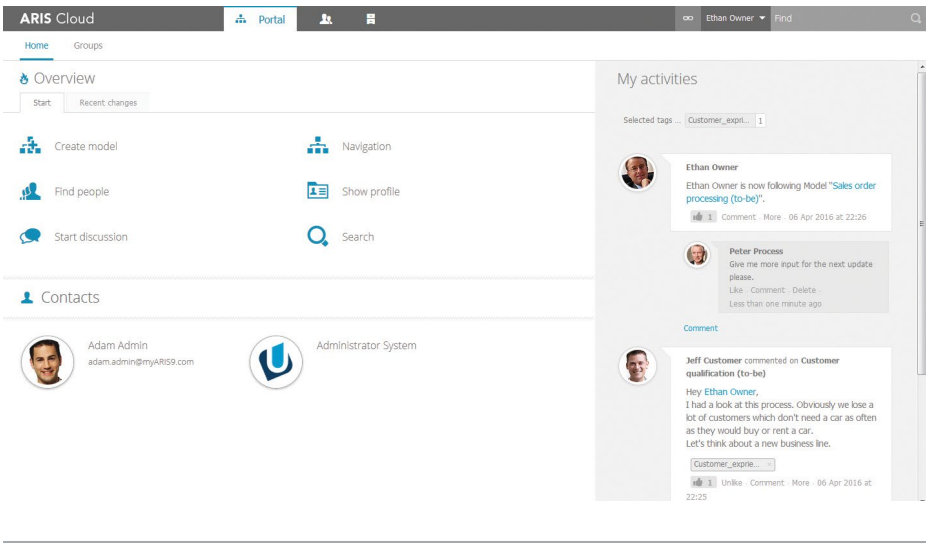 ARIS Cloud
Portal
Ethan Owner
Find
Home
Groups
Overview
Start
Recent changes
Create model
Navigation
Find people
Show profile
Start discussion
Search
Contacts
Adam Admin
adam.admin@myARIS9.com
Administrator System
My activities
Selected tags ... Customer_expri... 1
Ethan Owner
Ethan Owner is now following Model "Sales order
processing (to-be)".
1 Comment - More - 06 Apr 2016 at 22:26
Peter Process
Give me more input for the next update
please.
Like - Comment - Delete -
Less than one minute ago
Comment
Jeff Customer commented on Customer
qualification (to-be)
Hey Ethan Owner,
I had a look at this process. Obviously we lose a
lot of customers which don't need a car as often
as they would buy or rent a car.
Let's think about a new business line.
Customer_exprie... ×
1 Unlike - Comment - More - 06 Apr 2016 at
22:25